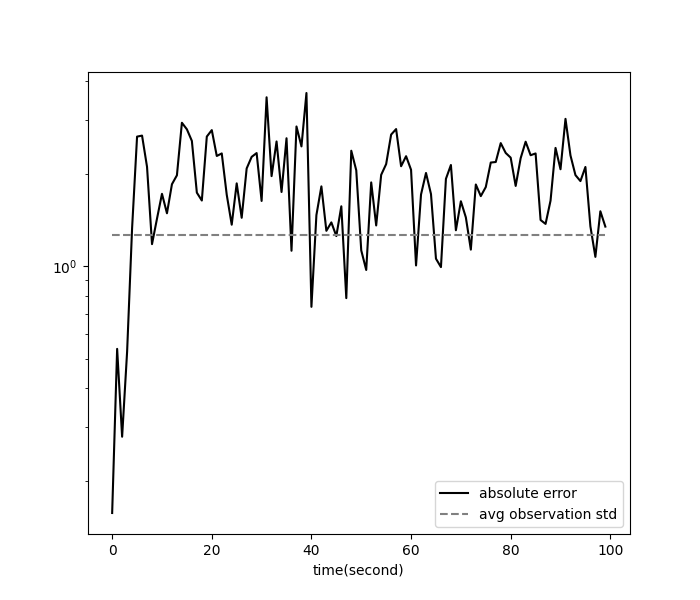 10⁰
0
20
40
60
80
100
time(second)
absolute error
avg observation std